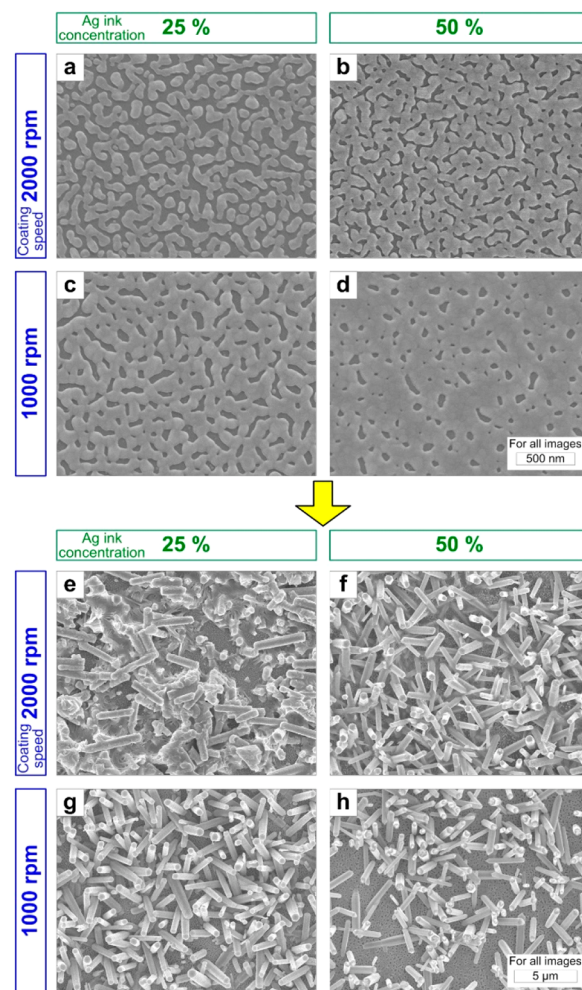 Ag ink
concentration 25 %
50 %
a
b
Coating
speed 2000 rpm
c
d
1000 rpm
For all images
500 nm
Ag ink
concentration 25 %
50 %
e
f
Coating
speed 2000 rpm
g
h
1000 rpm
For all images
5 µm